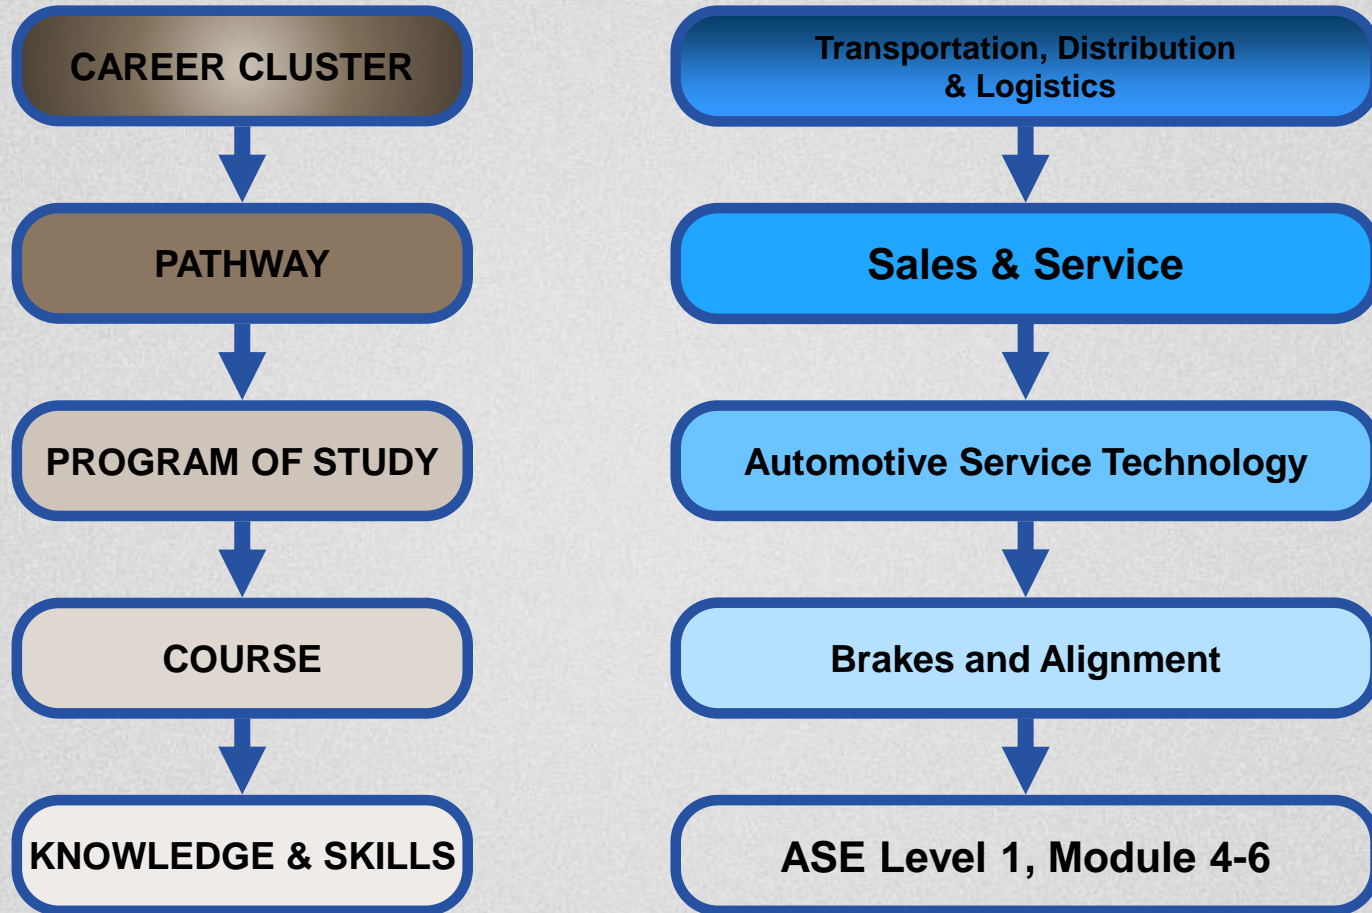 CAREER CLUSTER
Transportation, Distribution
& Logistics
PATHWAY
Sales & Service
PROGRAM OF STUDY
Automotive Service Technology
COURSE
Brakes and Alignment
KNOWLEDGE & SKILLS
ASE Level 1, Module 4-6